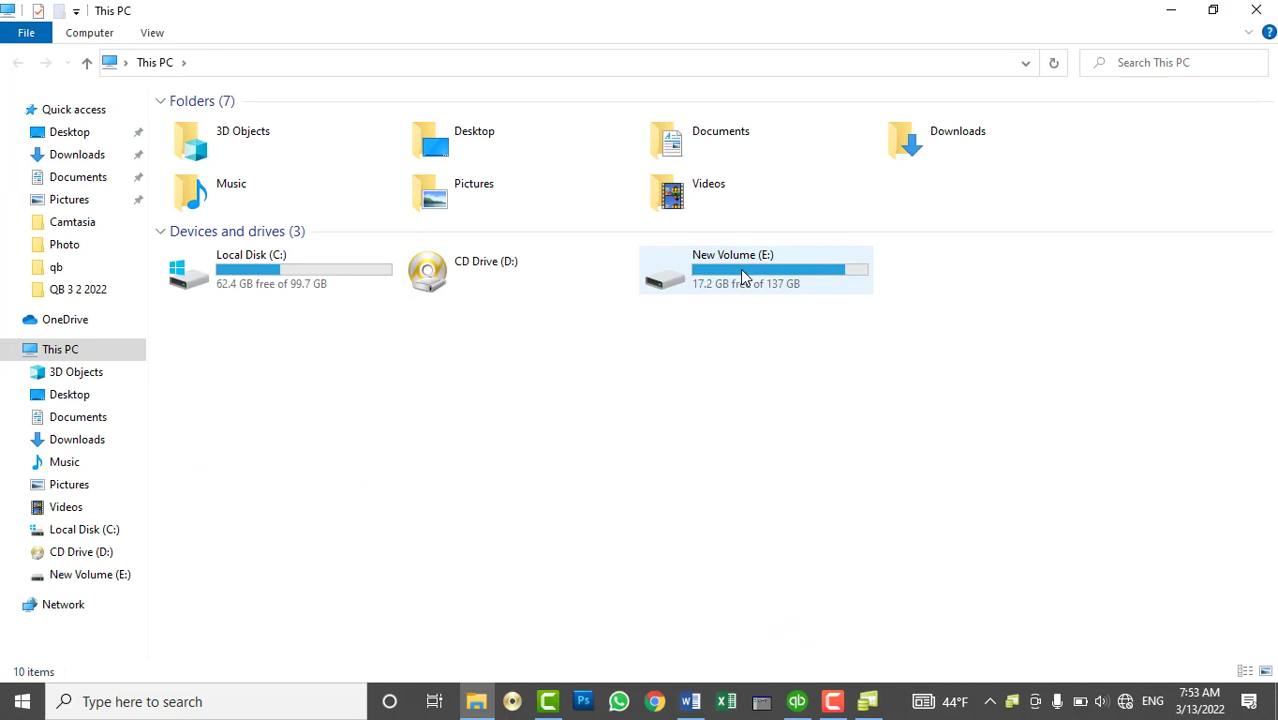 This PC
File
Computer
View
This PC
Search This PC
Quick access
Desktop
Downloads
Documents
Pictures
Camtasia
Photo
qb
QB 3 2 2022
OneDrive
This PC
3D Objects
Desktop
Documents
Downloads
Music
Pictures
Videos
Local Disk (C:)
CD Drive (D:)
New Volume (E:)
Network
Folders (7)
3D Objects
Desktop
Documents
Downloads
Music
Pictures
Videos
Devices and drives (3)
Local Disk (C:)
62.4 GB free of 99.7 GB
CD Drive (D:)
New Volume (E:)
17.2 GB free of 137 GB
10 items
Type here to search
44°F
ENG
7:53 AM
3/13/2022